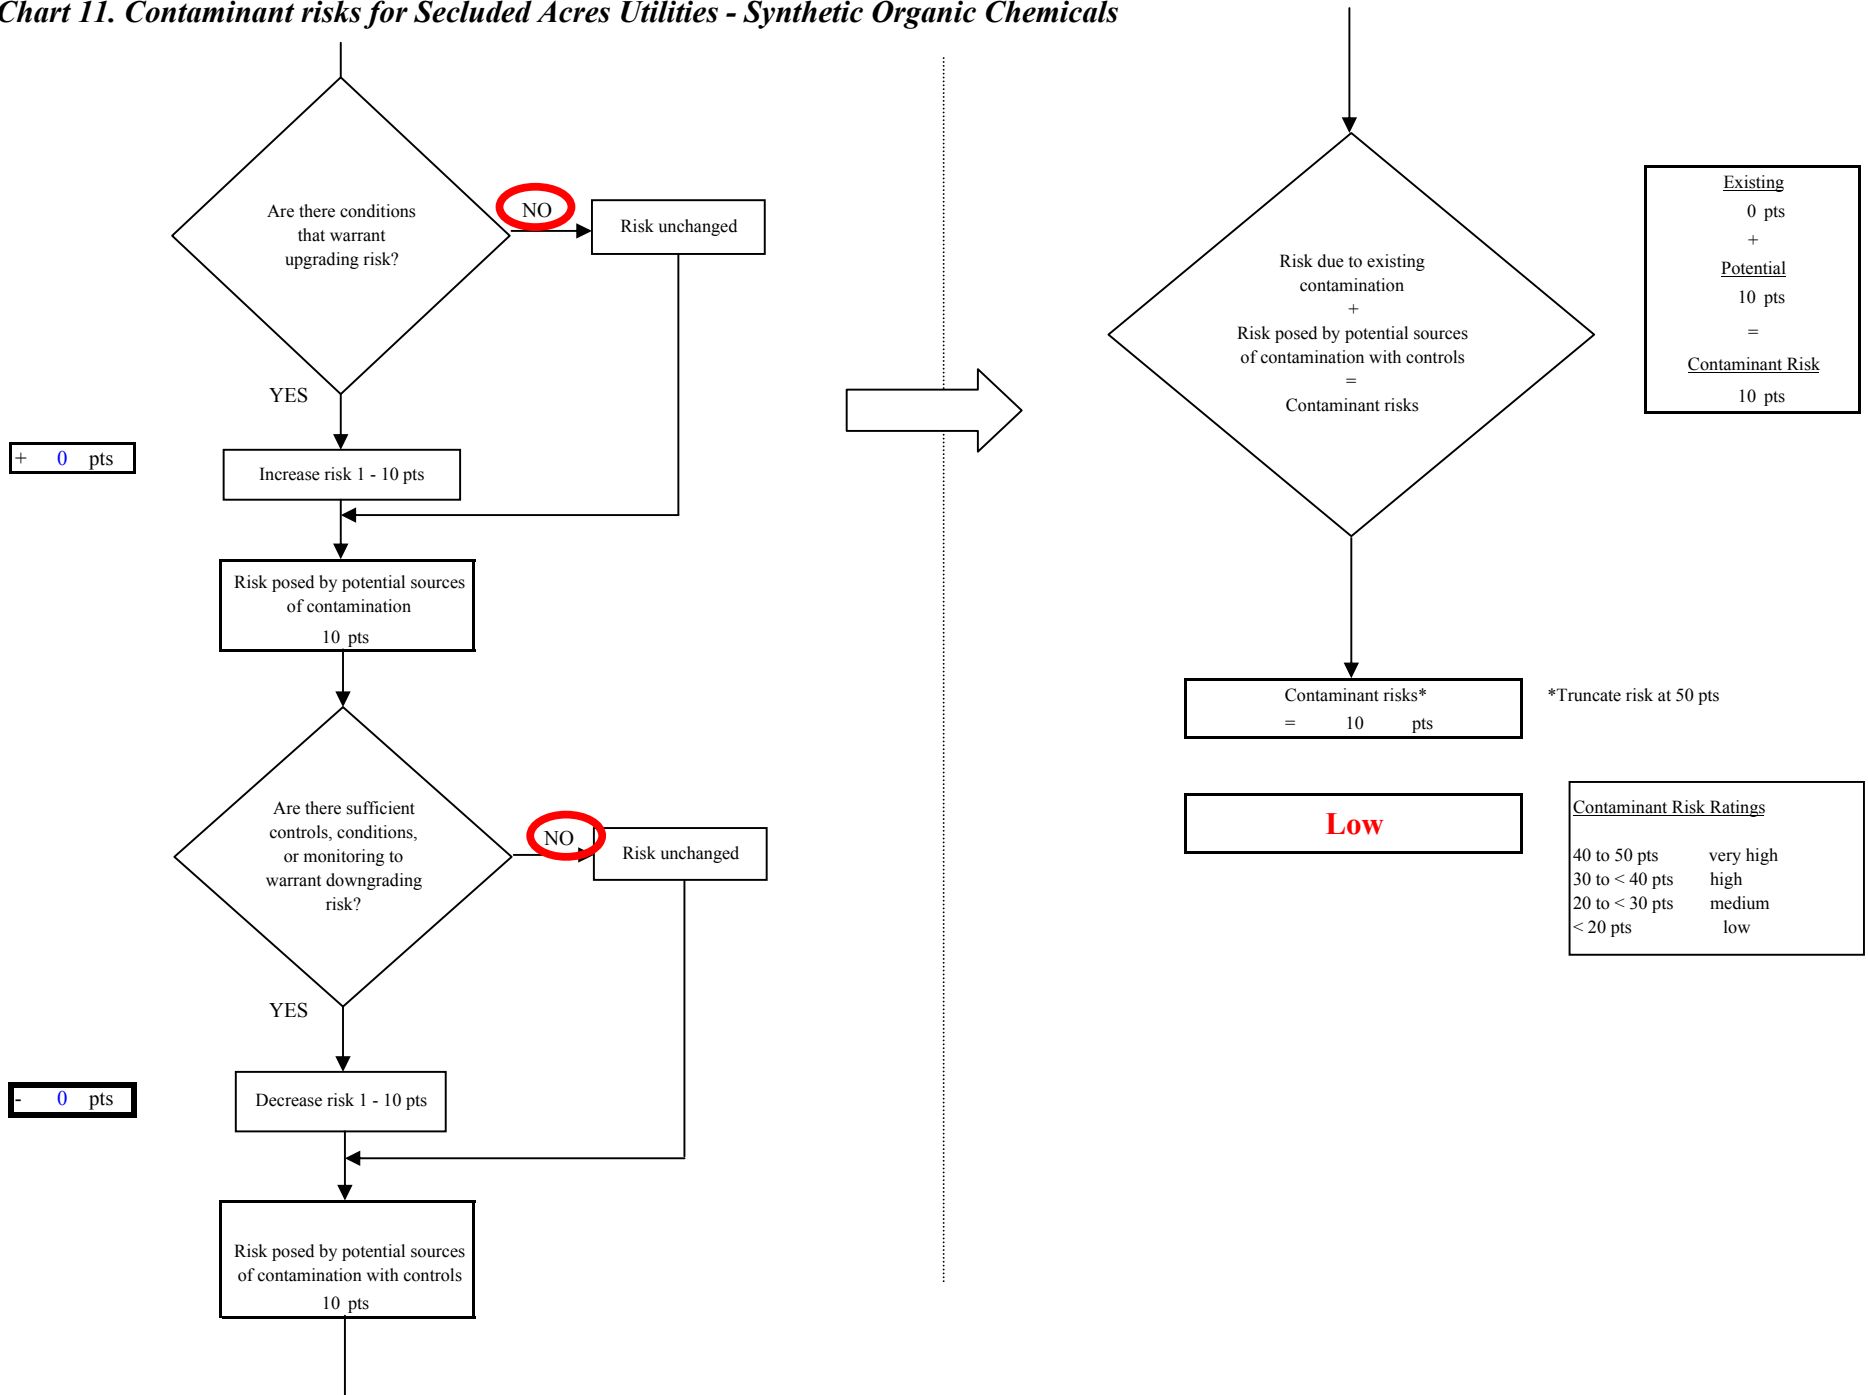 Chart 11. Contaminant risks for Secluded Acres Utilities - Synthetic Organic Chemicals
Are there conditions
that warrant
upgrading risk?
NO
Risk unchanged
YES
+ 0 pts
Increase risk 1 - 10 pts
Risk posed by potential sources
of contamination
10 pts
Are there sufficient
controls, conditions,
or monitoring to
warrant downgrading
risk?
NO
Risk unchanged
YES
- 0 pts
Decrease risk 1 - 10 pts
Risk posed by potential sources
of contamination with controls
10 pts
Risk due to existing
contamination
+
Risk posed by potential sources
of contamination with controls
=
Contaminant risks
Existing
0 pts
+
Potential
10 pts
=
Contaminant Risk
10 pts
Contaminant risks*
= 10 pts
*Truncate risk at 50 pts
Low
Contaminant Risk Ratings
40 to 50 pts very high
30 to < 40 pts high
20 to < 30 pts medium
< 20 pts low